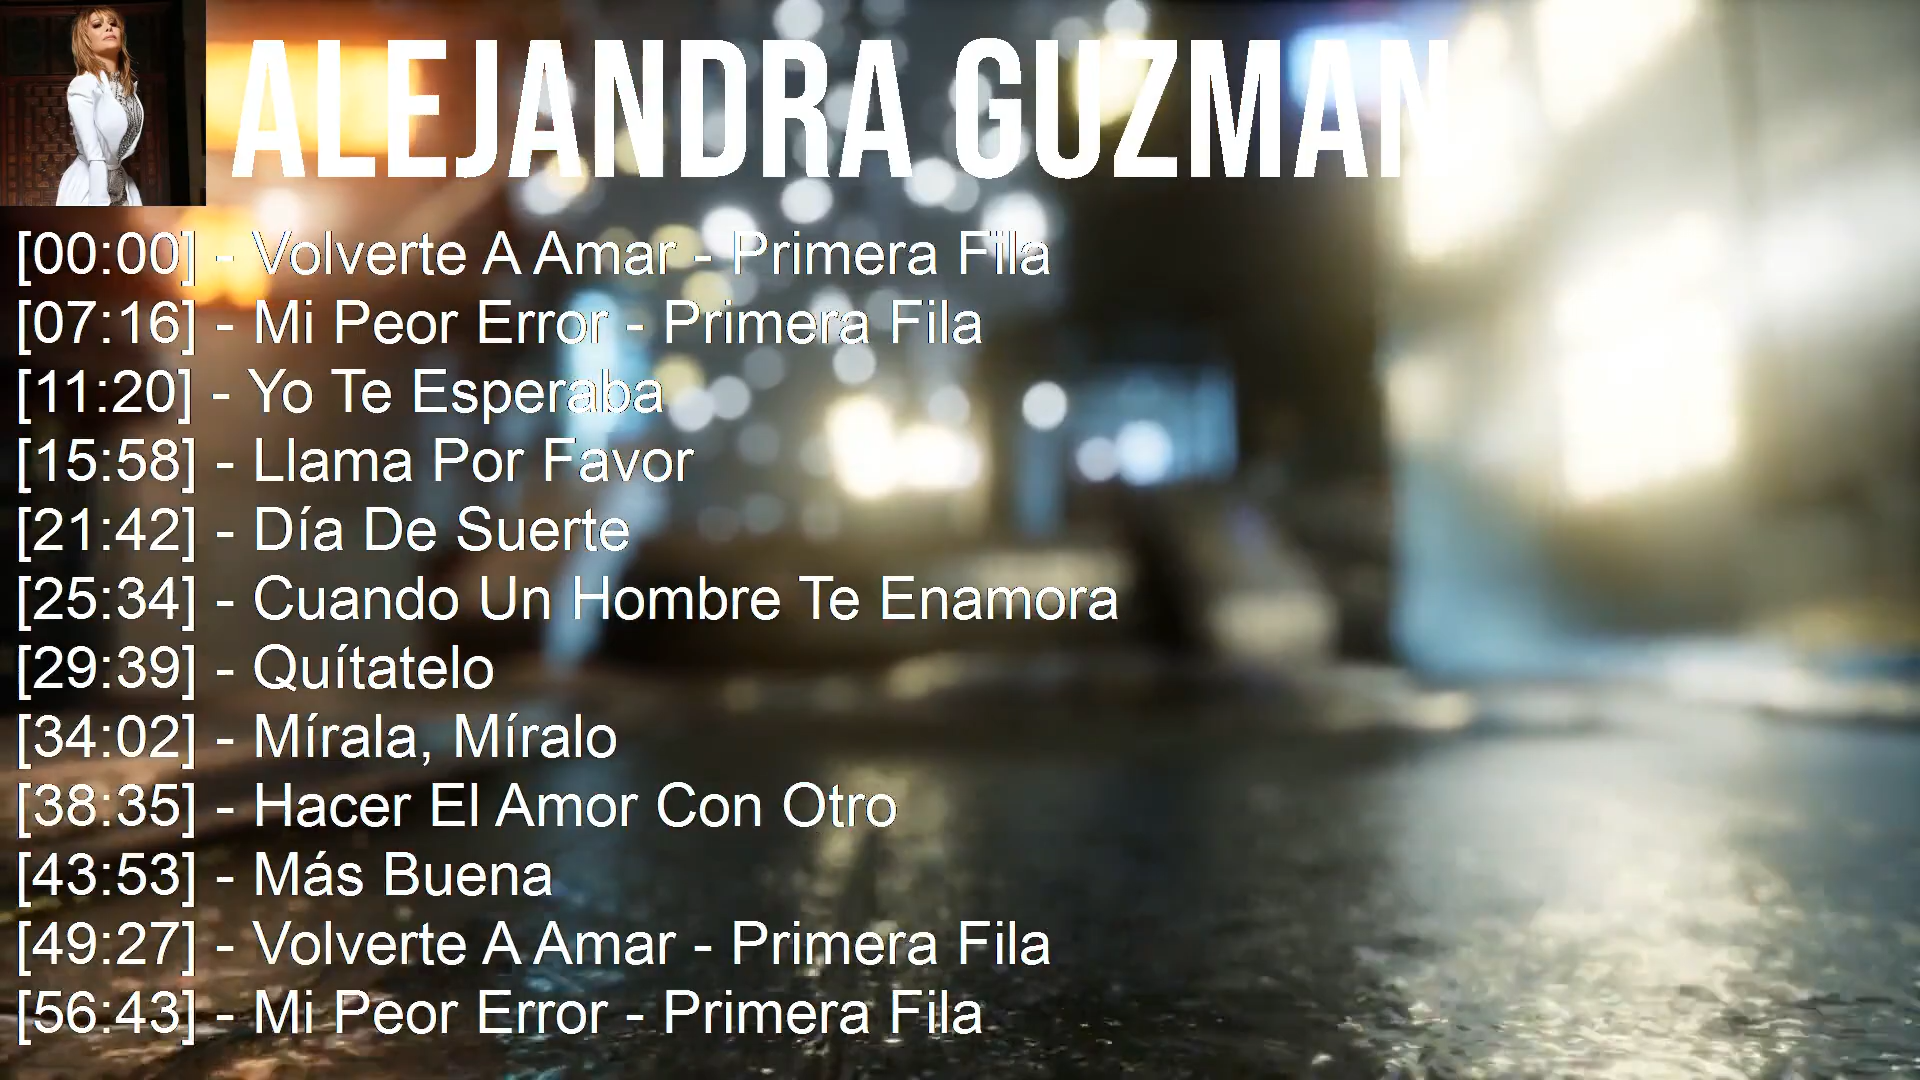 ALEJANDRA GUZMAN
[00:00] - Volverte A Amar - Primera Fila
[07:16] - Mi Peor Error - Primera Fila
[11:20] - Yo Te Esperaba
[15:58] - Llama Por Favor
[21:42] - Día De Suerte
[25:34] - Cuando Un Hombre Te Enamora
[29:39] - Quítatelo
[34:02] - Mírala, Míralo
[38:35] - Hacer El Amor Con Otro
[43:53] - Más Buena
[49:27] - Volverte A Amar - Primera Fila
[56:43] - Mi Peor Error - Primera Fila